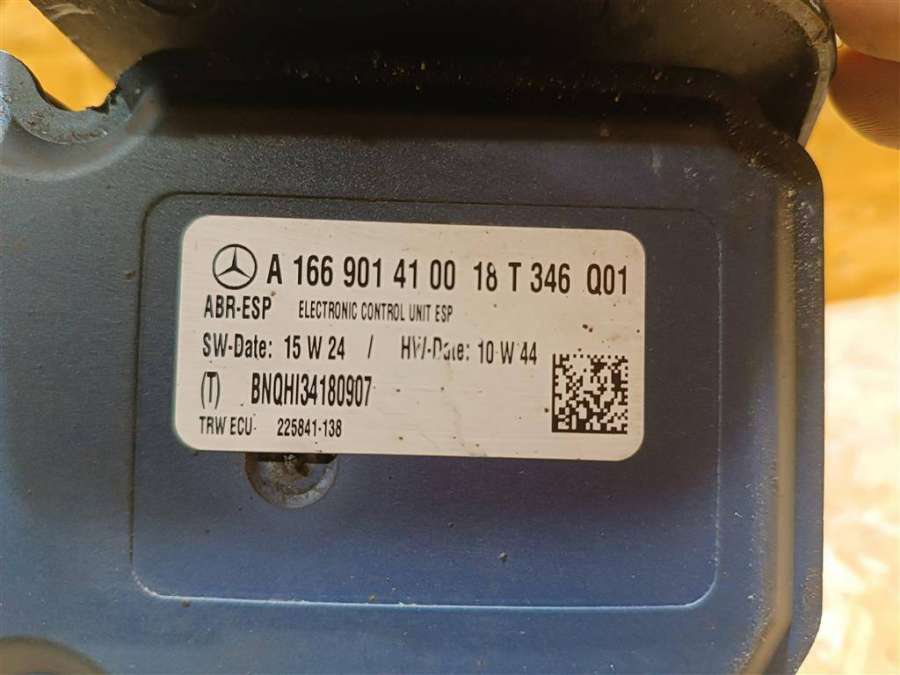 A 166 901 41 00 18 T 346 Q01
ABR-ESP ELECTRONIC CONTROL UNIT ESP
SW-Date: 15 W 24 / HW-Date: 10 W 44
(T) BNQHI34180907
TRW ECU 225841-138